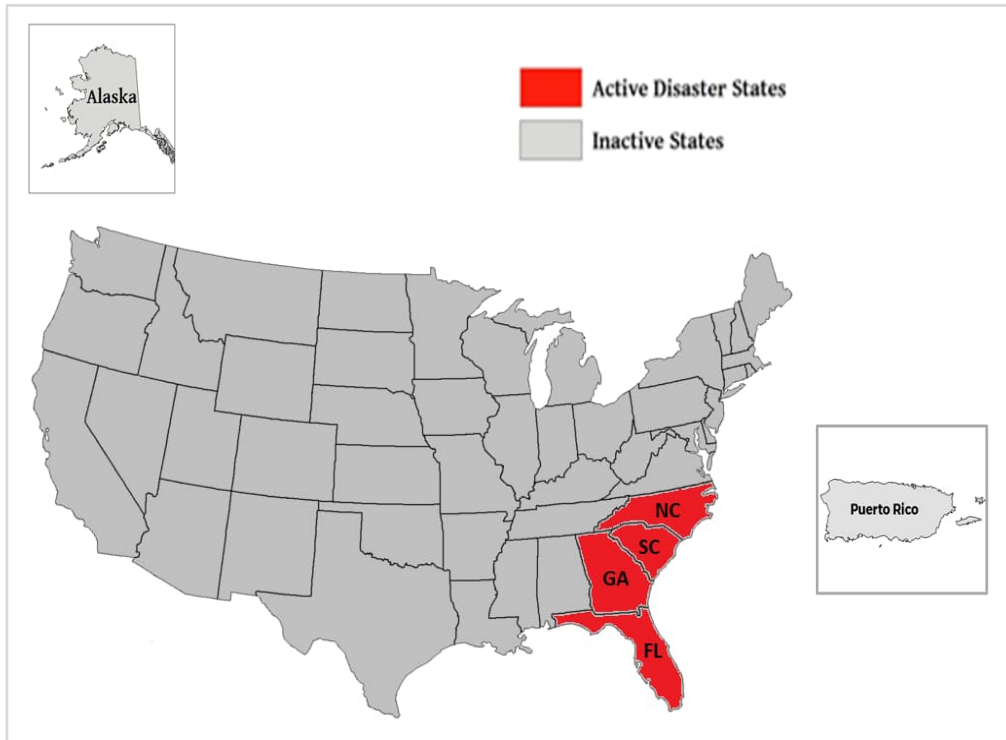 Alaska
Active Disaster States
Inactive States
NC
SC
GA
FL
Puerto Rico